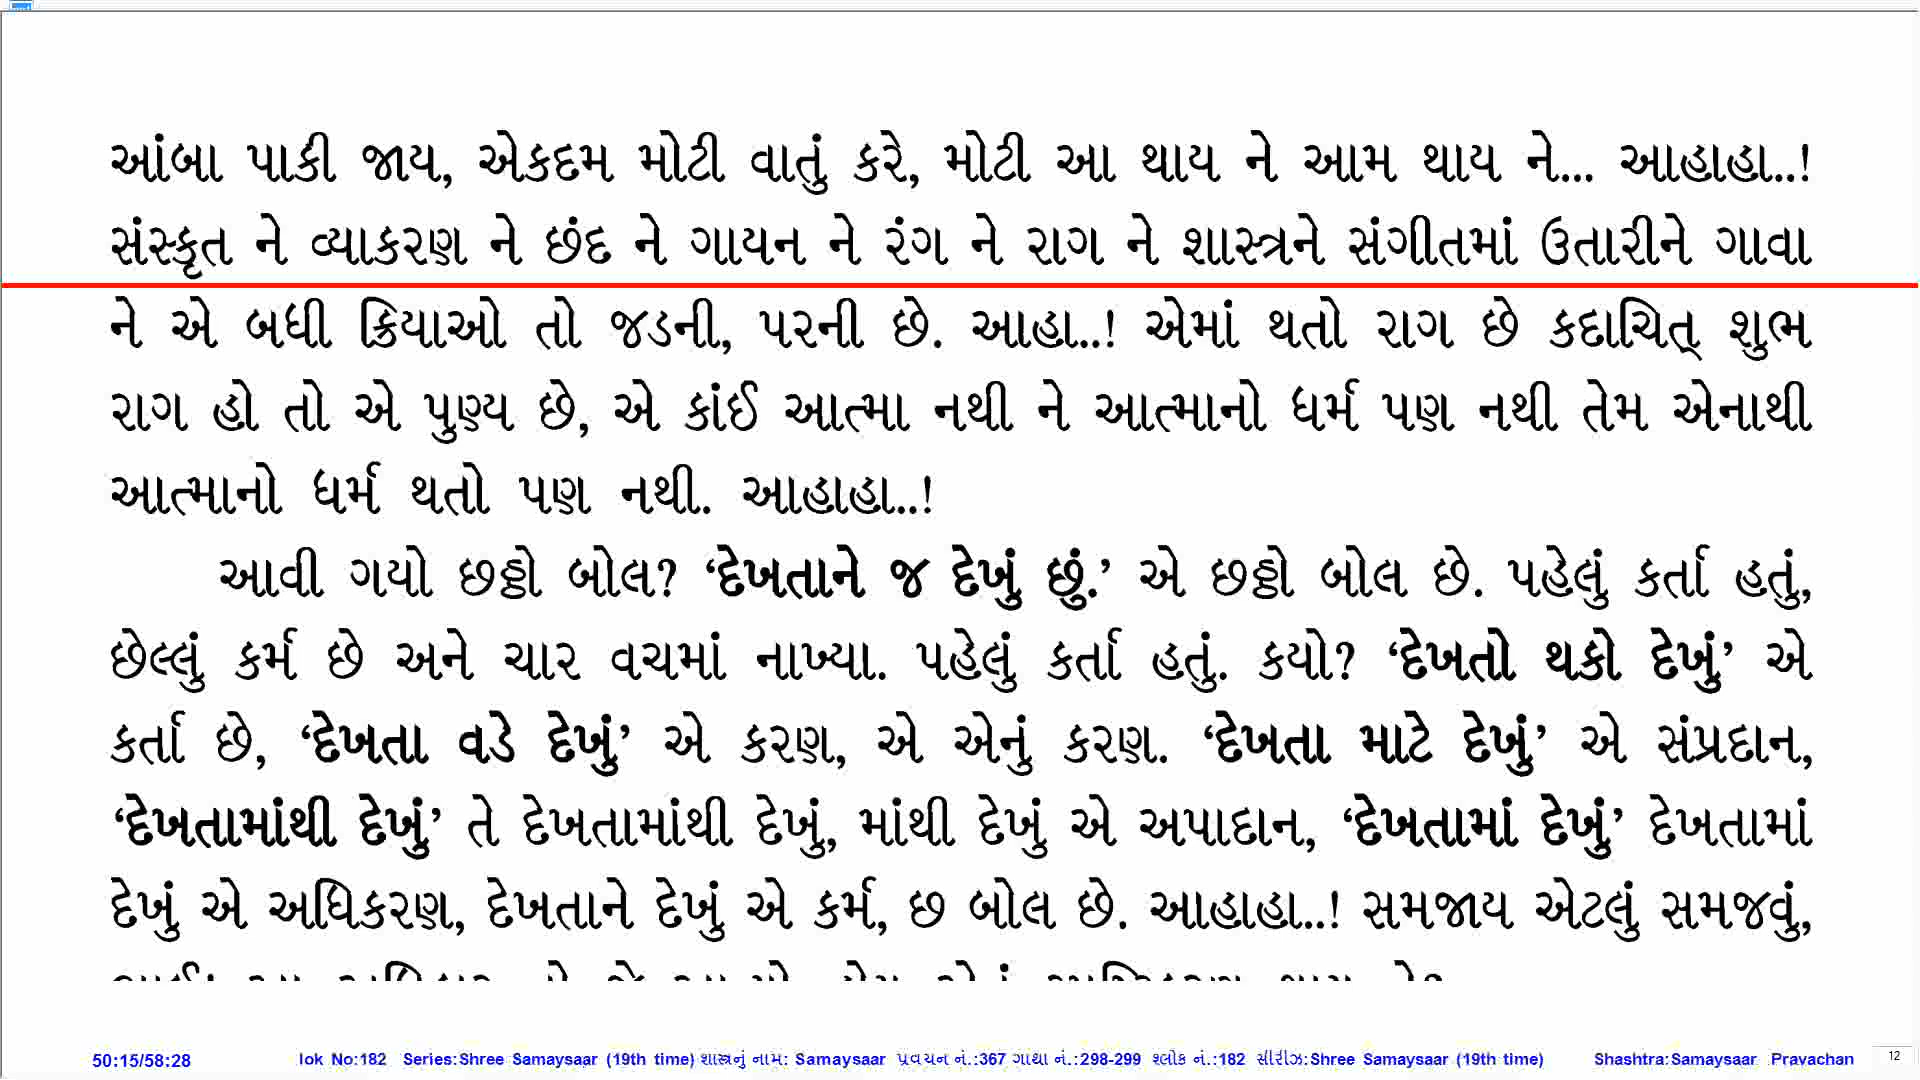 આંબા પાકી જાય, એકદમ મોટી વાતું કરે, મોટી આ થાય ને આમ થાય ને... આહાહા..!
સંસ્કૃત ને વ્યાકરણ ને છંદ ને ગાયન ને રંગ ને રાગ ને શાસ્ત્રને સંગીતમાં ઉતારીને ગાવા
ને એ બધી ક્રિયાઓ તો જડની, પરની છે. આહા..! એમાં થતો રાગ છે કદાચિત્ શુભ
રાગ હો તો એ પુણ્ય છે, એ કાંઈ આત્મા નથી ને આત્માનો ધર્મ પણ નથી તેમ એનાથી
આત્માનો ધર્મ થતો પણ નથી. આહાહા..!
આવી ગયો છઠ્ઠો બોલ? ‘દેખતાને જ દેખું છું.’ એ છઠ્ઠો બોલ છે. પહેલું કર્તા હતું,
છેલ્લું કર્મ છે અને ચાર વચમાં નાખ્યા. પહેલું કર્તા હતું. કયો? ‘દેખતો થકો દેખું’ એ
કર્તા છે, ‘દેખતા વડે દેખું’ એ કરણ, એ એનું કરણ. ‘દેખતા માટે દેખું’ એ સંપ્રદાન,
‘દેખતામાંથી દેખું’ તે દેખતામાંથી દેખું, માંથી દેખું એ અપાદાન, ‘દેખતામાં દેખું’ દેખતામાં
દેખું એ અધિકરણ, દેખતાને દેખું એ કર્મ, છ બોલ છે. આહાહા..! સમજાય એટલું સમજવું,
50:15/58:28 lok No:182 Series:Shree Samaysaar (19th time) શાસ્ત્રનું નામ: Samaysaar પ્રવચન નં.:367 ગાથા નં.:298-299 શ્લોક નં.:182 સીરીઝ:Shree Samaysaar (19th time) Shashtra:Samaysaar Pravachan 12